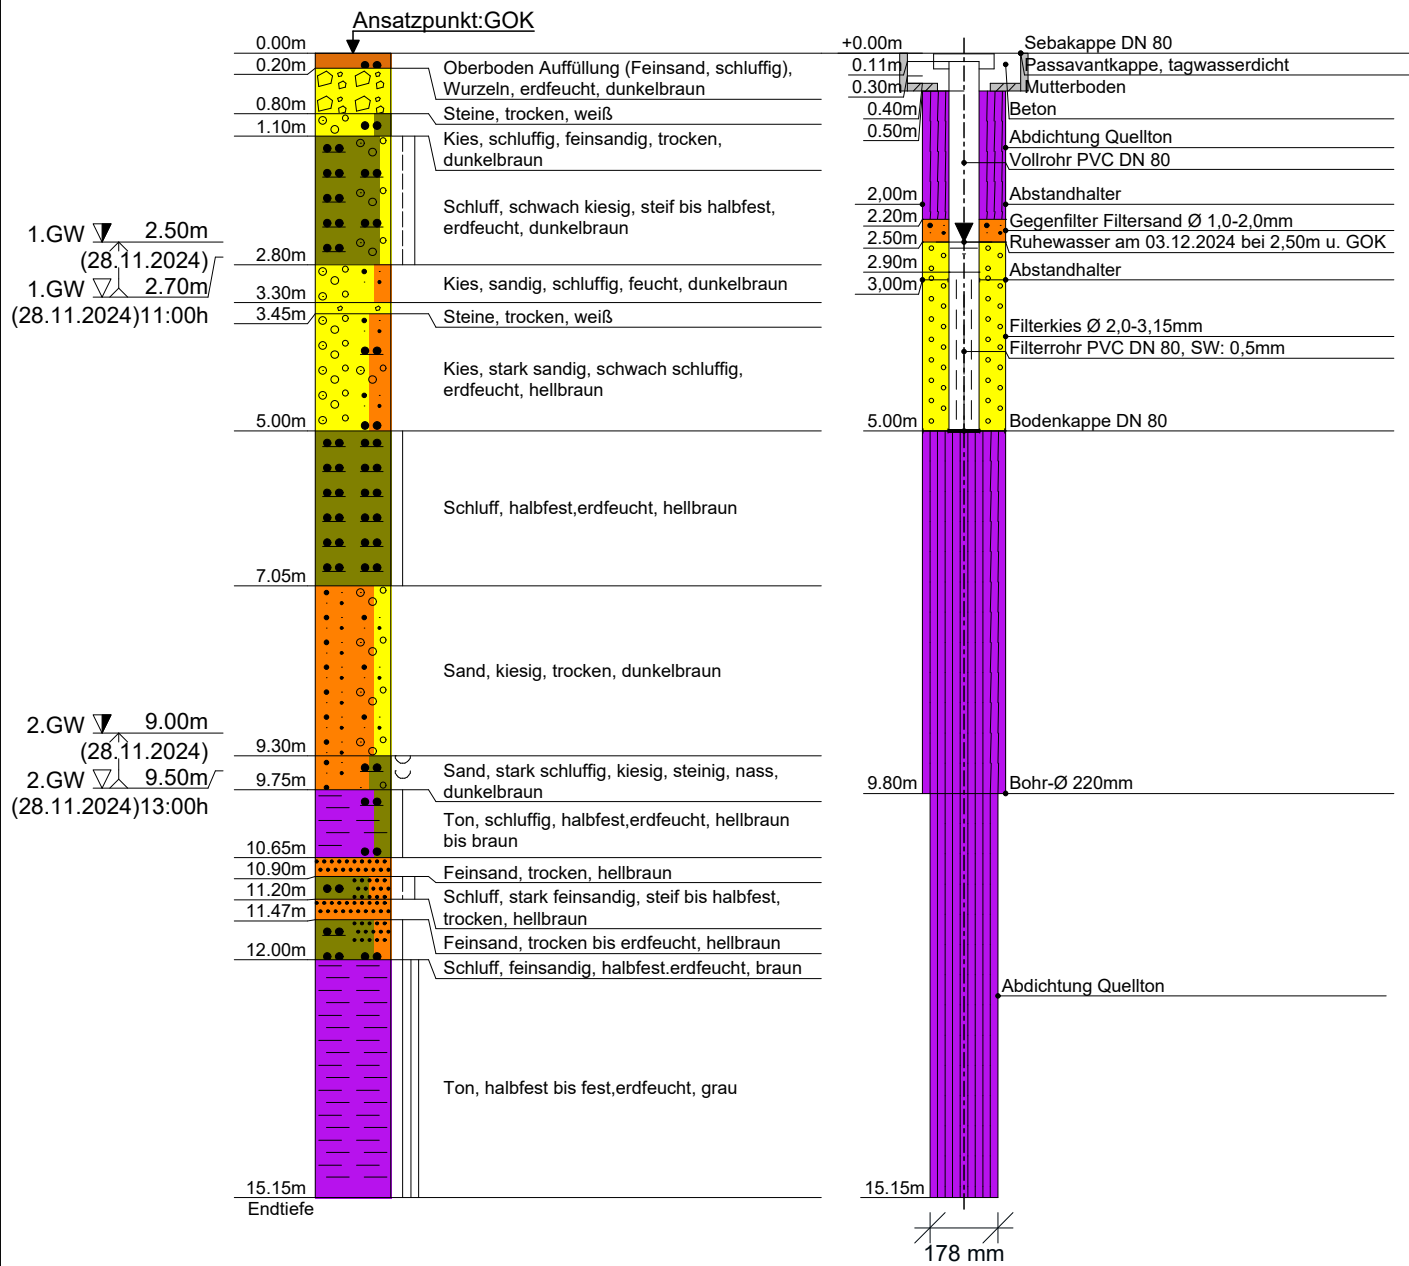 Ansatzpunkt:GOK
0.00m
0.20m
Oberboden Auffüllung (Feinsand, schluffig),
Wurzeln, erdfeucht, dunkelbraun
0.80m
Steine, trocken, weiß
1.10m
Kies, schluffig, feinsandig, trocken,
dunkelbraun
Schluff, schwach kiesig, steif bis halbfest,
erdfeucht, dunkelbraun
1.GW 2.50m
(28.11.2024)
1.GW 2.70m
(28.11.2024)11:00h
2.80m
Kies, sandig, schluffig, feucht, dunkelbraun
3.30m
3.45m
Steine, trocken, weiß
Kies, stark sandig, schwach schluffig,
erdfeucht, hellbraun
5.00m
Schluff, halbfest,erdfeucht, hellbraun
7.05m
Sand, kiesig, trocken, dunkelbraun
2.GW 9.00m
(28.11.2024)
2.GW 9.50m
(28.11.2024)13:00h
9.30m
Sand, stark schluffig, kiesig, steinig, nass,
dunkelbraun
9.75m
Ton, schluffig, halbfest,erdfeucht, hellbraun
bis braun
10.65m
10.90m
Feinsand, trocken, hellbraun
11.20m
Schluff, stark feinsandig, steif bis halbfest,
trocken, hellbraun
11.47m
Feinsand, trocken bis erdfeucht, hellbraun
12.00m
Schluff, feinsandig, halbfest.erdfeucht, braun
Ton, halbfest bis fest,erdfeucht, grau
15.15m
Endtiefe
+0.00m
Sebakappe DN 80
0.11m
Passavantkappe, tagwasserdicht
0.30m
Mutterboden
0.40m
Beton
0.50m
Abdichtung Quellton
Vollrohr PVC DN 80
2,00m
Abstandhalter
2.20m
Gegenfilter Filtersand Ø 1,0-2,0mm
2.50m
Ruhewasser am 03.12.2024 bei 2,50m u. GOK
2.90m
Abstandhalter
3,00m
Filterkies Ø 2,0-3,15mm
Filterrohr PVC DN 80, SW: 0,5mm
5.00m
Bodenkappe DN 80
9.80m
Bohr-Ø 220mm
Abdichtung Quellton
15.15m
178 mm